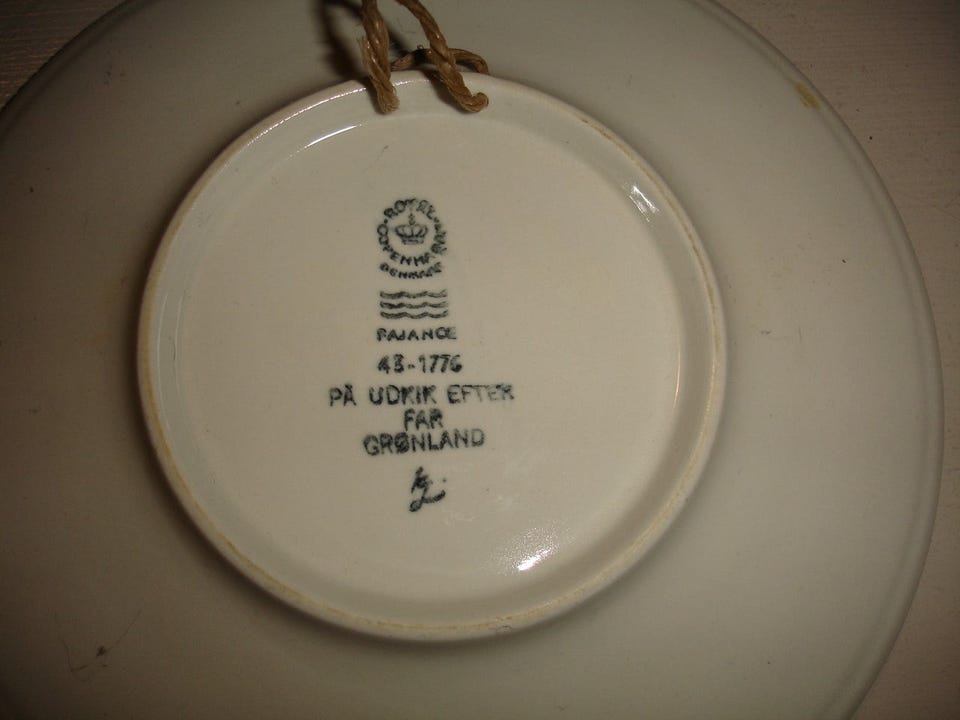 ROYAL
COPENHAGEN
DENMARK
FAJANCE
43-1776
PÅ UDKIK EFTER
FAR
GRØNLAND